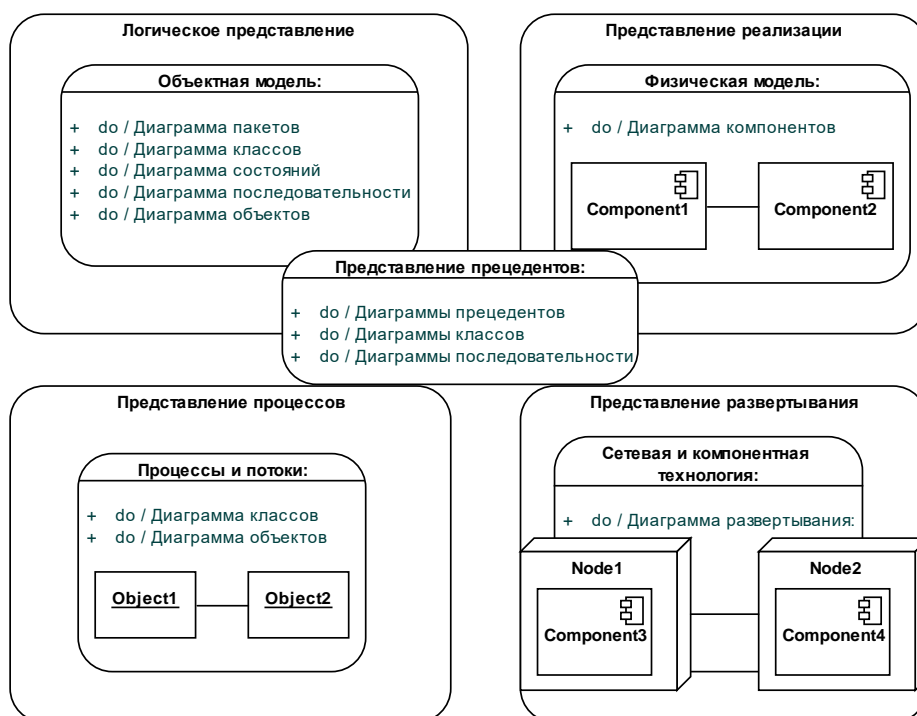 Логическое представление
Объектная модель:
+ do / Диаграмма пакетов
+ do / Диаграмма классов
+ do / Диаграмма состояний
+ do / Диаграмма последовательности
+ do / Диаграмма объектов
Представление реализации
Физическая модель:
+ do / Диаграмма компонентов
Component1
Component2
Представление прецедентов:
+ do / Диаграммы прецедентов
+ do / Диаграммы классов
+ do / Диаграммы последовательности
Представление процессов
Процессы и потоки:
+ do / Диаграмма классов
+ do / Диаграмма объектов
Object1
Object2
Представление развертывания
Сетевая и компонентная
технология:
+ do / Диаграмма развертывания:
Node1
Component3
Node2
Component4